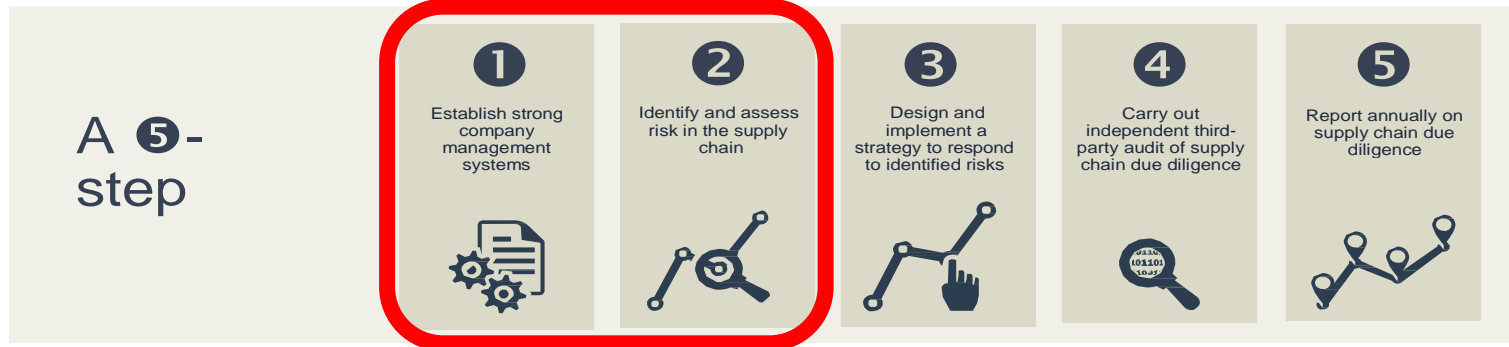 A ❺-
step
❶
Establish strong
company
management
systems
❷
Identify and assess
risk in the supply
chain
❸
Design and
implement a
strategy to respond
to identified risks
❹
Carry out
independent third-
party audit of supply
chain due diligence
❺
Report annually on
supply chain due
diligence